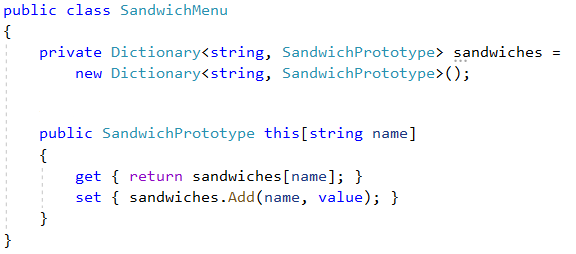 public class SandwichMenu
{
private Dictionary<string, SandwichPrototype> sandwiches =
new Dictionary<string, SandwichPrototype>();
public SandwichPrototype this[string name]
{
get { return sandwiches[name]; }
set { sandwiches.Add(name, value); }
}
}